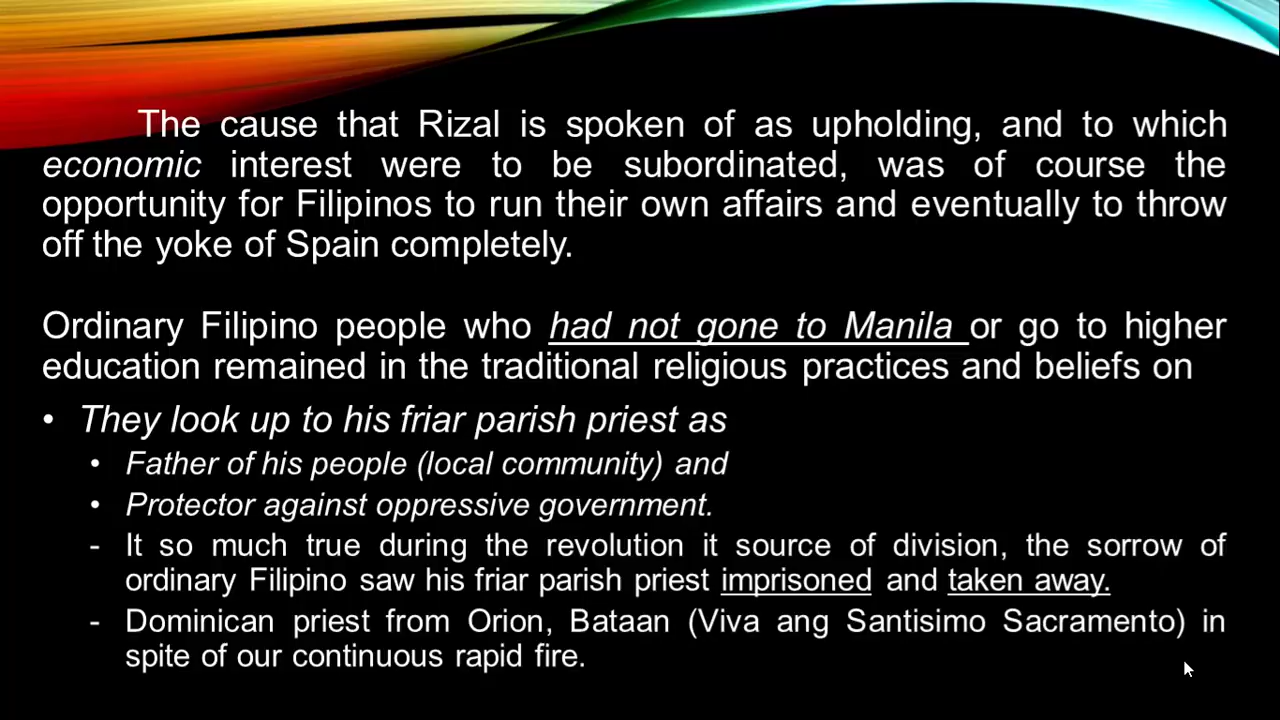 The cause that Rizal is spoken of as upholding, and to which
economic interest were to be subordinated, was of course the
opportunity for Filipinos to run their own affairs and eventually to throw
off the yoke of Spain completely.
Ordinary Filipino people who had not gone to Manila or go to higher
education remained in the traditional religious practices and beliefs on
• They look up to his friar parish priest as
• Father of his people (local community) and
• Protector against oppressive government.
- It so much true during the revolution it source of division, the sorrow of
ordinary Filipino saw his friar parish priest imprisoned and taken away.
- Dominican priest from Orion, Bataan (Viva ang Santisimo Sacramento) in
spite of our continuous rapid fire.